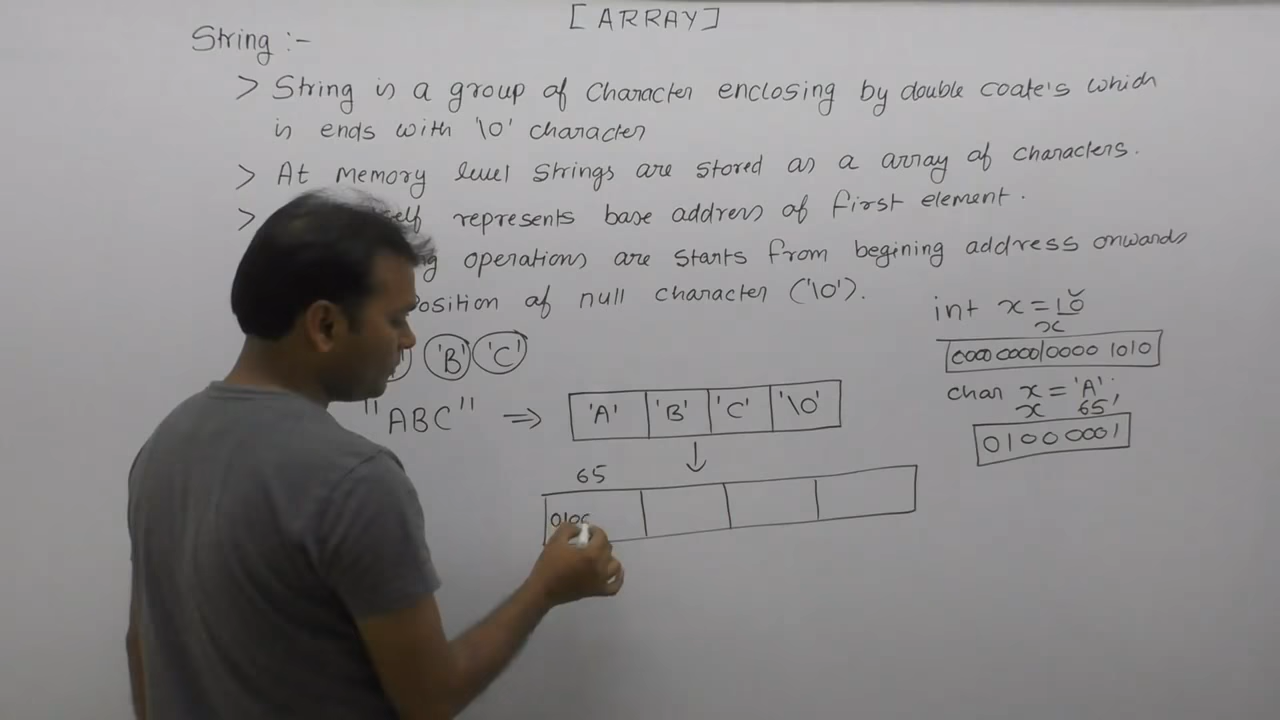 [ARRAY]
String :-
> String is a group of character enclosing by double coate's which
is ends with '\0' character
> At memory level strings are stored as a array of characters.
> represents base address of first element.
operations are starts from begining address onwards
position of null character ('\0').
'B' 'C'
"ABC" ⇒ 'A' 'B' 'C' '\0'
↓
65
010
int x = 10
x
00000000 0000 1010
char x = 'A';
x 65
01000001